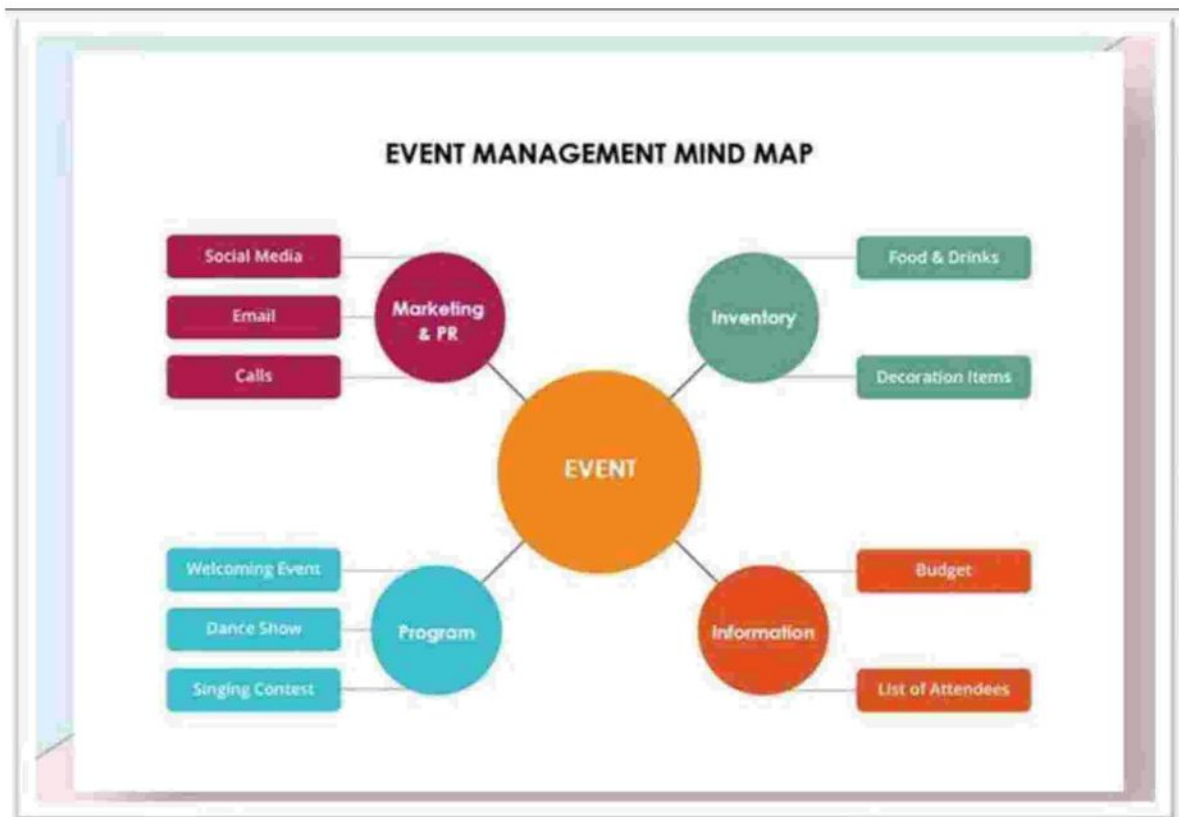 EVENT MANAGEMENT MIND MAP
Social Media
Email
Calls
Marketing
& PR
Inventory
Food & Drinks
Decoration Items
EVENT
Welcoming Event
Dance Show
Singing Contest
Program
Information
Budget
List of Attendees